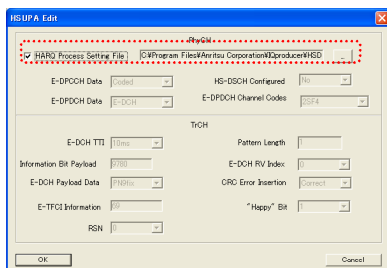 HSUPA Edit
PhyCH
HARQ Process Setting File C:¥Program Files¥Anritsu Corporation¥IQproducer¥HSD ...
E-DPCCH Data Coded HS-DSCH Configured No
E-DPDCH Data E-DCH E-DPDCH Channel Codes 2SF4
TrCH
E-DCH TTI 10ms Pattern Length 1
Information Bit Payload 9780 E-DCH RV Index 0
E-DCH Payload Data PN9fix CRC Error Insertion Correct
E-TFCI Information 69 "Happy" Bit 1
RSN 0
OK Cancel